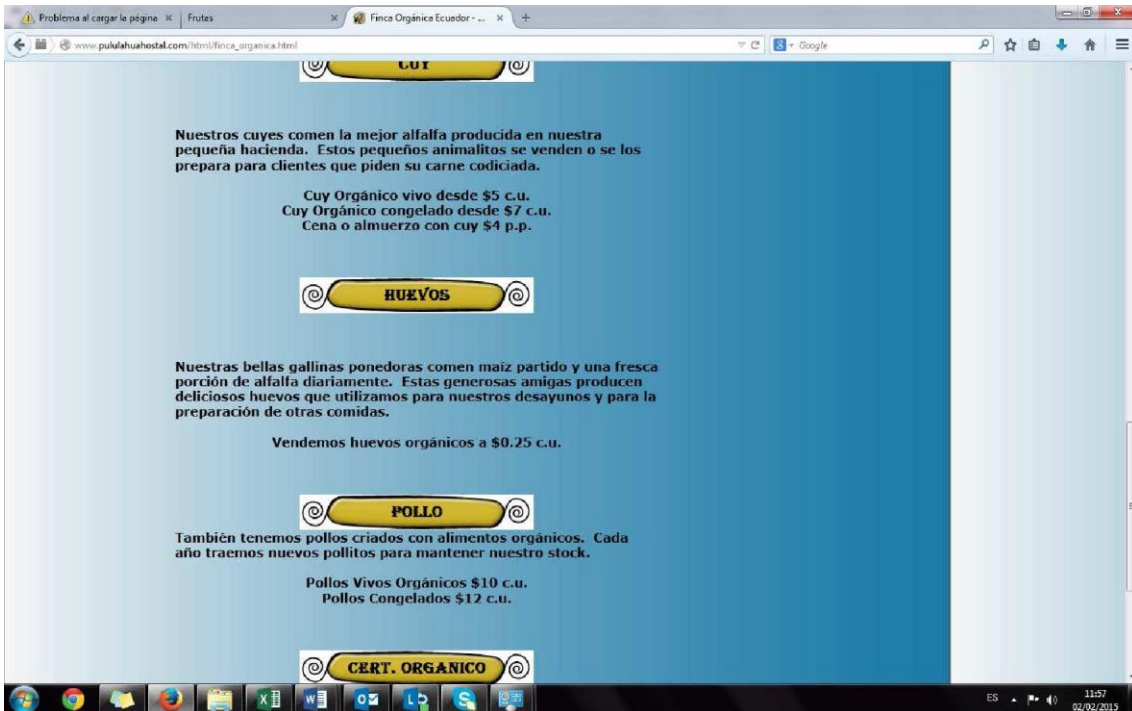 Problema al cargar la página
Frutas
Finca Orgánica Ecuador - ...
www.pululahuahostal.com/html/finca_organica.html
Google
CUY
Nuestros cuyes comen la mejor alfalfa producida en nuestra
pequeña hacienda. Estos pequeños animalitos se venden o se los
prepara para clientes que piden su carne codiciada.
Cuy Orgánico vivo desde $5 c.u.
Cuy Orgánico congelado desde $7 c.u.
Cena o almuerzo con cuy $4 p.p.
HUEVOS
Nuestras bellas gallinas ponedoras comen maíz partido y una fresca
porción de alfalfa diariamente. Estas generosas amigas producen
deliciosos huevos que utilizamos para nuestros desayunos y para la
preparación de otras comidas.
Vendemos huevos orgánicos a $0.25 c.u.
POLLO
También tenemos pollos criados con alimentos orgánicos. Cada
año traemos nuevos pollitos para mantener nuestro stock.
Pollos Vivos Orgánicos $10 c.u.
Pollos Congelados $12 c.u.
CERT. ORGANICO
ES
11:57
02/02/2015